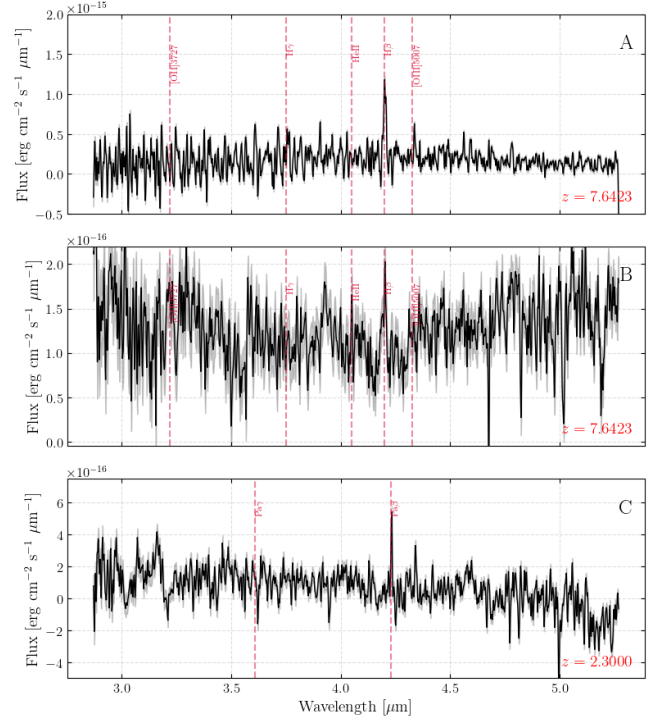 ×10⁻¹⁵
2.0
1.5
1.0
0.5
0.0
−0.5
Flux [erg cm⁻² s⁻¹ μm⁻¹]
A
[OII]3727
Hγ
HeII
Hβ
[OIII]5007
z = 7.6423
×10⁻¹⁶
2.0
1.5
1.0
0.5
0.0
Flux [erg cm⁻² s⁻¹ μm⁻¹]
B
Hγ
HeII
Hβ
z = 7.6423
×10⁻¹⁶
6
4
2
0
−2
−4
Flux [erg cm⁻² s⁻¹ μm⁻¹]
C
Paγ
Paβ
z = 2.3000
3.0 3.5 4.0 4.5 5.0
Wavelength [μm]